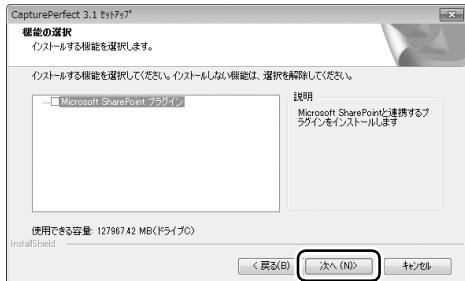 CapturePerfect 3.1 ｾｯﾄｱｯﾌﾟ
機能の選択
インストールする機能を選択します。
インストールする機能を選択してください。インストールしない機能は、選択を解除してください。
Microsoft SharePoint プラグイン
説明
Microsoft SharePointと連携するプ
ラグインをインストールします
使用できる容量: 127967.42 MB(ドライブC)
InstallShield
< 戻る(B)
次へ (N)>
キャンセル